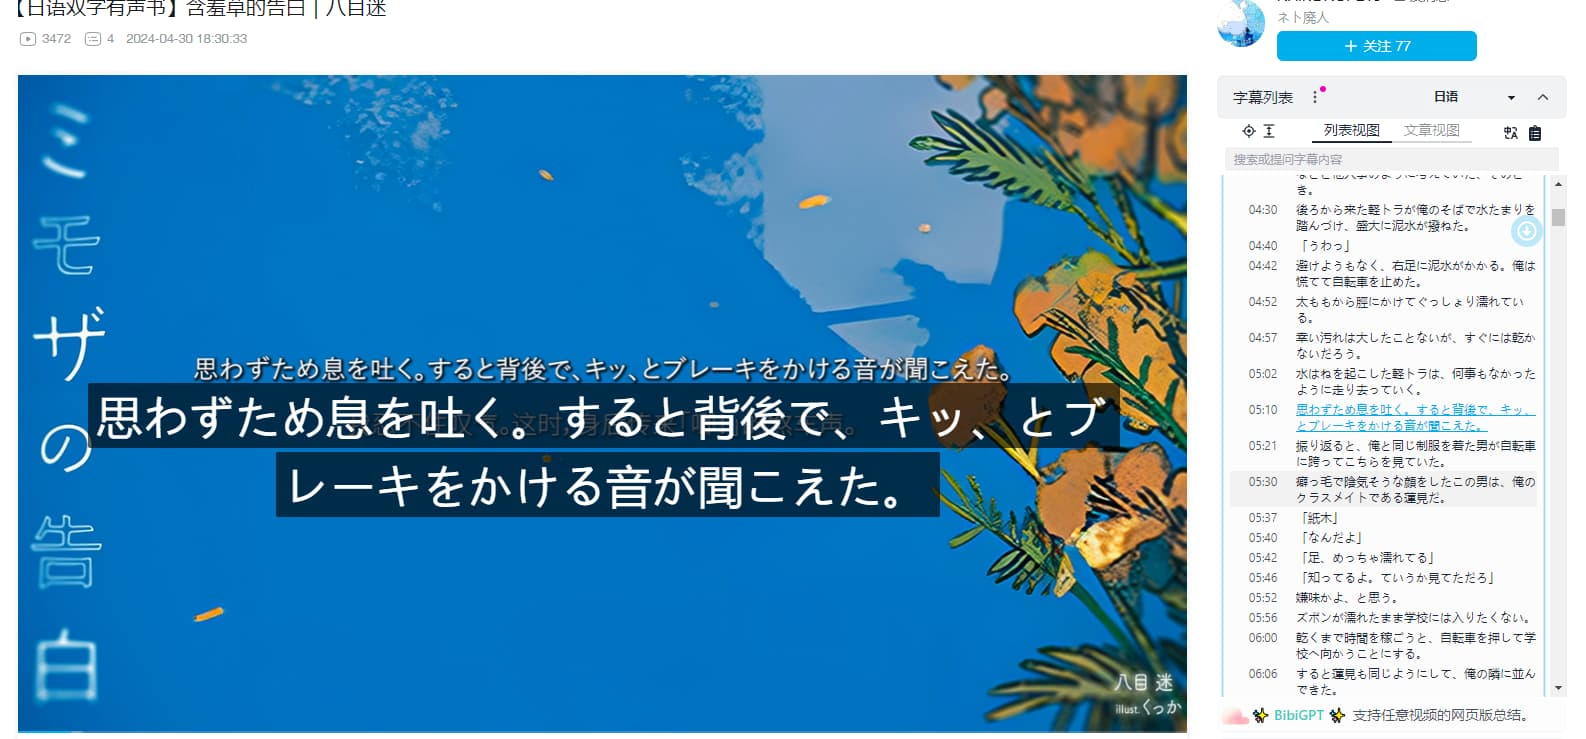 【日语双字有声书】含羞草的告白 | 八目迷
3472 4 2024-04-30 18:30:33
ネト廃人
+ 关注 77
ミモザの告白
思わずため息を吐く。すると背後で、キッ、とブレーキをかける音が聞こえた。
思わずため息を吐く。すると背後で、キッ、とブ
レーキをかける音が聞こえた。
八目 迷
illust.くっか
字幕列表
日语
列表视图 文章视图
搜索或提问字幕内容
き。
04:30 後ろから来た軽トラが俺のそばで水たまりを
踏んづけ、盛大に泥水が撥ねた。
04:40 「うわっ」
04:42 避けようもなく、右足に泥水がかかる。俺は
慌てて自転車を止めた。
04:52 太ももから脛にかけてぐっしょり濡れてい
る。
04:57 幸い汚れは大したことないが、すぐには乾か
ないだろう。
05:02 水はねを起こした軽トラは、何事もなかった
ように走り去っていく。
05:10 思わずため息を吐く。すると背後で、キッ、
とブレーキをかける音が聞こえた。
05:21 振り返ると、俺と同じ制服を着た男が自転車
に跨ってこちらを見ていた。
05:30 癖っ毛で陰気そうな顔をしたこの男は、俺の
クラスメイトである蓮見だ。
05:37 「紙木」
05:40 「なんだよ」
05:42 「足、めっちゃ濡れてる」
05:46 「知ってるよ。ていうか見てただろ」
05:52 嫌味かよ、と思う。
05:56 ズボンが濡れたまま学校には入りたくない。
06:00 乾くまで時間を稼ごうと、自転車を押して学
校へ向かうことにする。
06:06 すると蓮見も同じようにして、俺の隣に並ん
できた。
BibiGPT 支持任意视频的网页版总结。